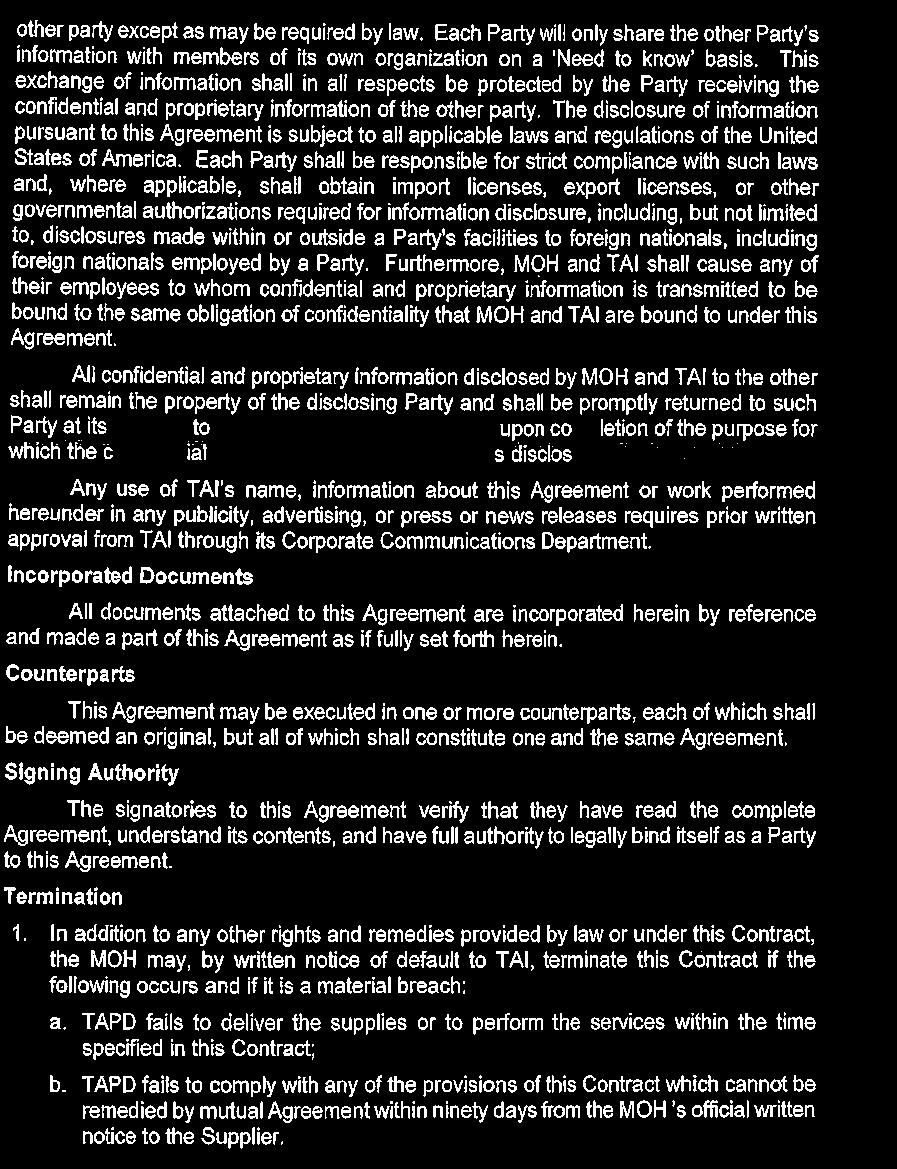 other party except as may be required by law. Each Party will only share the other Party's
information with members of its own organization on a 'Need to know' basis. This
exchange of information shall in all respects be protected by the Party receiving the
confidential and proprietary information of the other party. The disclosure of information
pursuant to this Agreement is subject to all applicable laws and regulations of the United
States of America. Each Party shall be responsible for strict compliance with such laws
and, where applicable, shall obtain import licenses, export licenses, or other
governmental authorizations required for information disclosure, including, but not limited
to, disclosures made within or outside a Party's facilities to foreign nationals, including
foreign nationals employed by a Party. Furthermore, MOH and TAI shall cause any of
their employees to whom confidential and proprietary information is transmitted to be
bound to the same obligation of confidentiality that MOH and TAI are bound to under this
Agreement.
All confidential and proprietary information disclosed by MOH and TAI to the other
shall remain the property of the disclosing Party and shall be promptly returned to such
Party at its to upon co letion of the purpose for
which the
Any use of TAI's name, information about this Agreement or work performed
hereunder in any publicity, advertising, or press or news releases requires prior written
approval from TAI through its Corporate Communications Department.
Incorporated Documents
All documents attached to this Agreement are incorporated herein by reference
and made a part of this Agreement as if fully set forth herein.
Counterparts
This Agreement may be executed in one or more counterparts, each of which shall
be deemed an original, but all of which shall constitute one and the same Agreement.
Signing Authority
The signatories to this Agreement verify that they have read the complete
Agreement, understand its contents, and have full authority to legally bind itself as a Party
to this Agreement.
Termination
1. In addition to any other rights and remedies provided by law or under this Contract,
the MOH may, by written notice of default to TAI, terminate this Contract if the
following occurs and if it is a material breach:
a. TAPD fails to deliver the supplies or to perform the services within the time
specified in this Contract;
b. TAPD fails to comply with any of the provisions of this Contract which cannot be
remedied by mutual Agreement within ninety days from the MOH 's official written
notice to the Supplier.